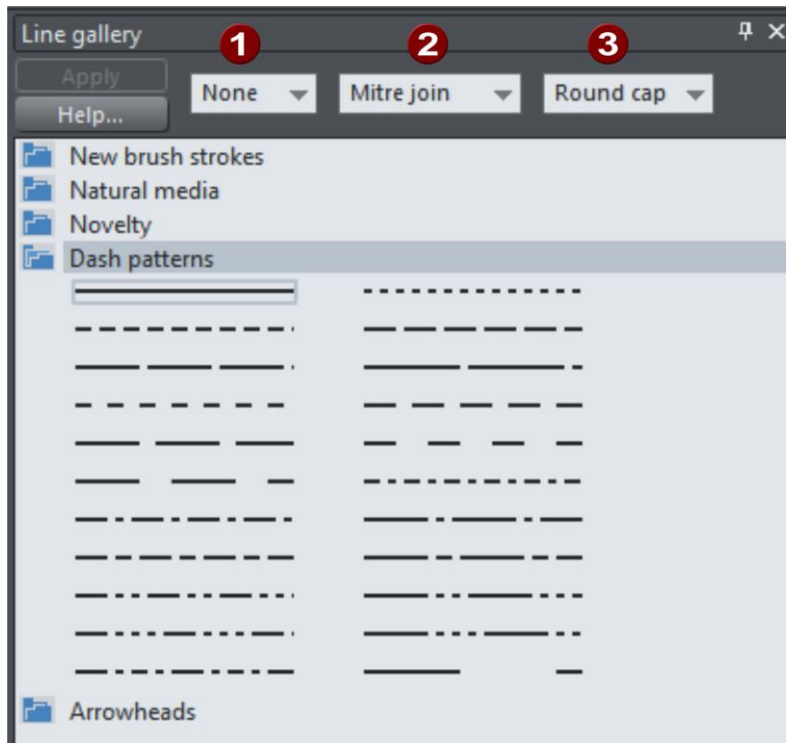 Line gallery
1 2 3
Apply
None Mitre join Round cap
Help...
New brush strokes
Natural media
Novelty
Dash patterns
Arrowheads